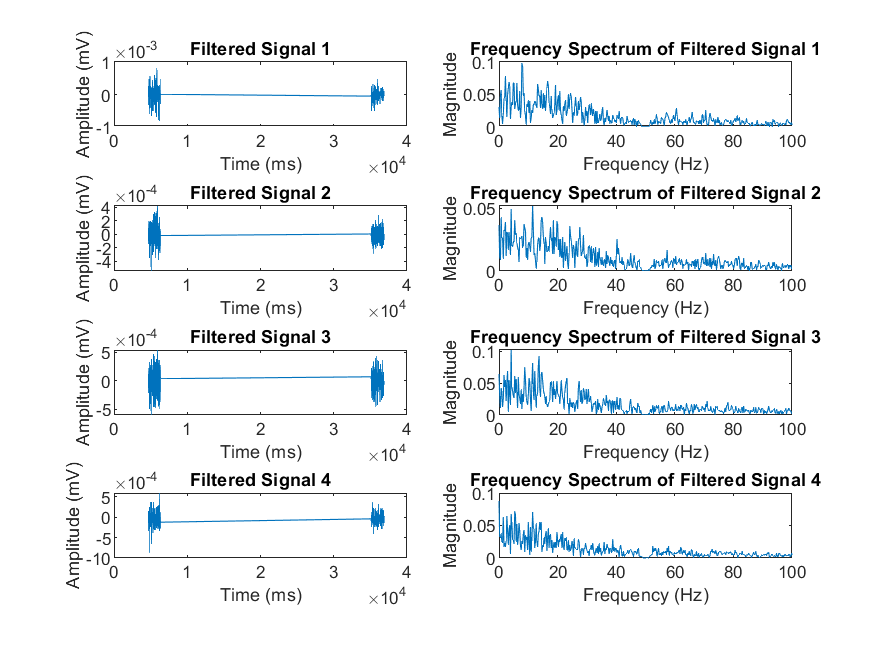 Filtered Signal 1
×10-3
Amplitude (mV)
1
0
-1
0 1 2 3 4
Time (ms)
×104
Frequency Spectrum of Filtered Signal 1
Magnitude
0.1
0.05
0
0 20 40 60 80 100
Frequency (Hz)
Filtered Signal 2
×10-4
Amplitude (mV)
4
2
0
-2
-4
0 1 2 3 4
Time (ms)
×104
Frequency Spectrum of Filtered Signal 2
Magnitude
0.05
0
0 20 40 60 80 100
Frequency (Hz)
Filtered Signal 3
×10-4
Amplitude (mV)
5
0
-5
0 1 2 3 4
Time (ms)
×104
Frequency Spectrum of Filtered Signal 3
Magnitude
0.1
0.05
0
0 20 40 60 80 100
Frequency (Hz)
Filtered Signal 4
×10-4
Amplitude (mV)
5
0
-5
-10
0 1 2 3 4
Time (ms)
×104
Frequency Spectrum of Filtered Signal 4
Magnitude
0.1
0.05
0
0 20 40 60 80 100
Frequency (Hz)